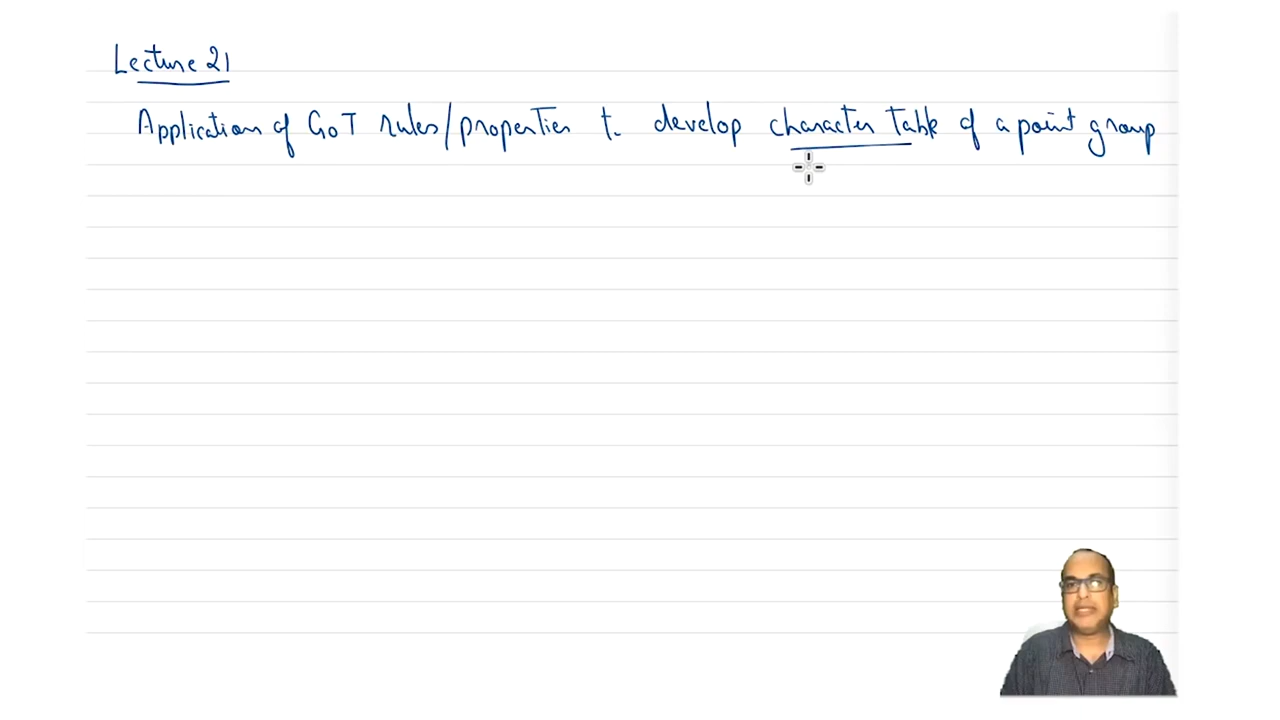 Lecture 21
Application of GOT rules/properties to develop character table of a point group